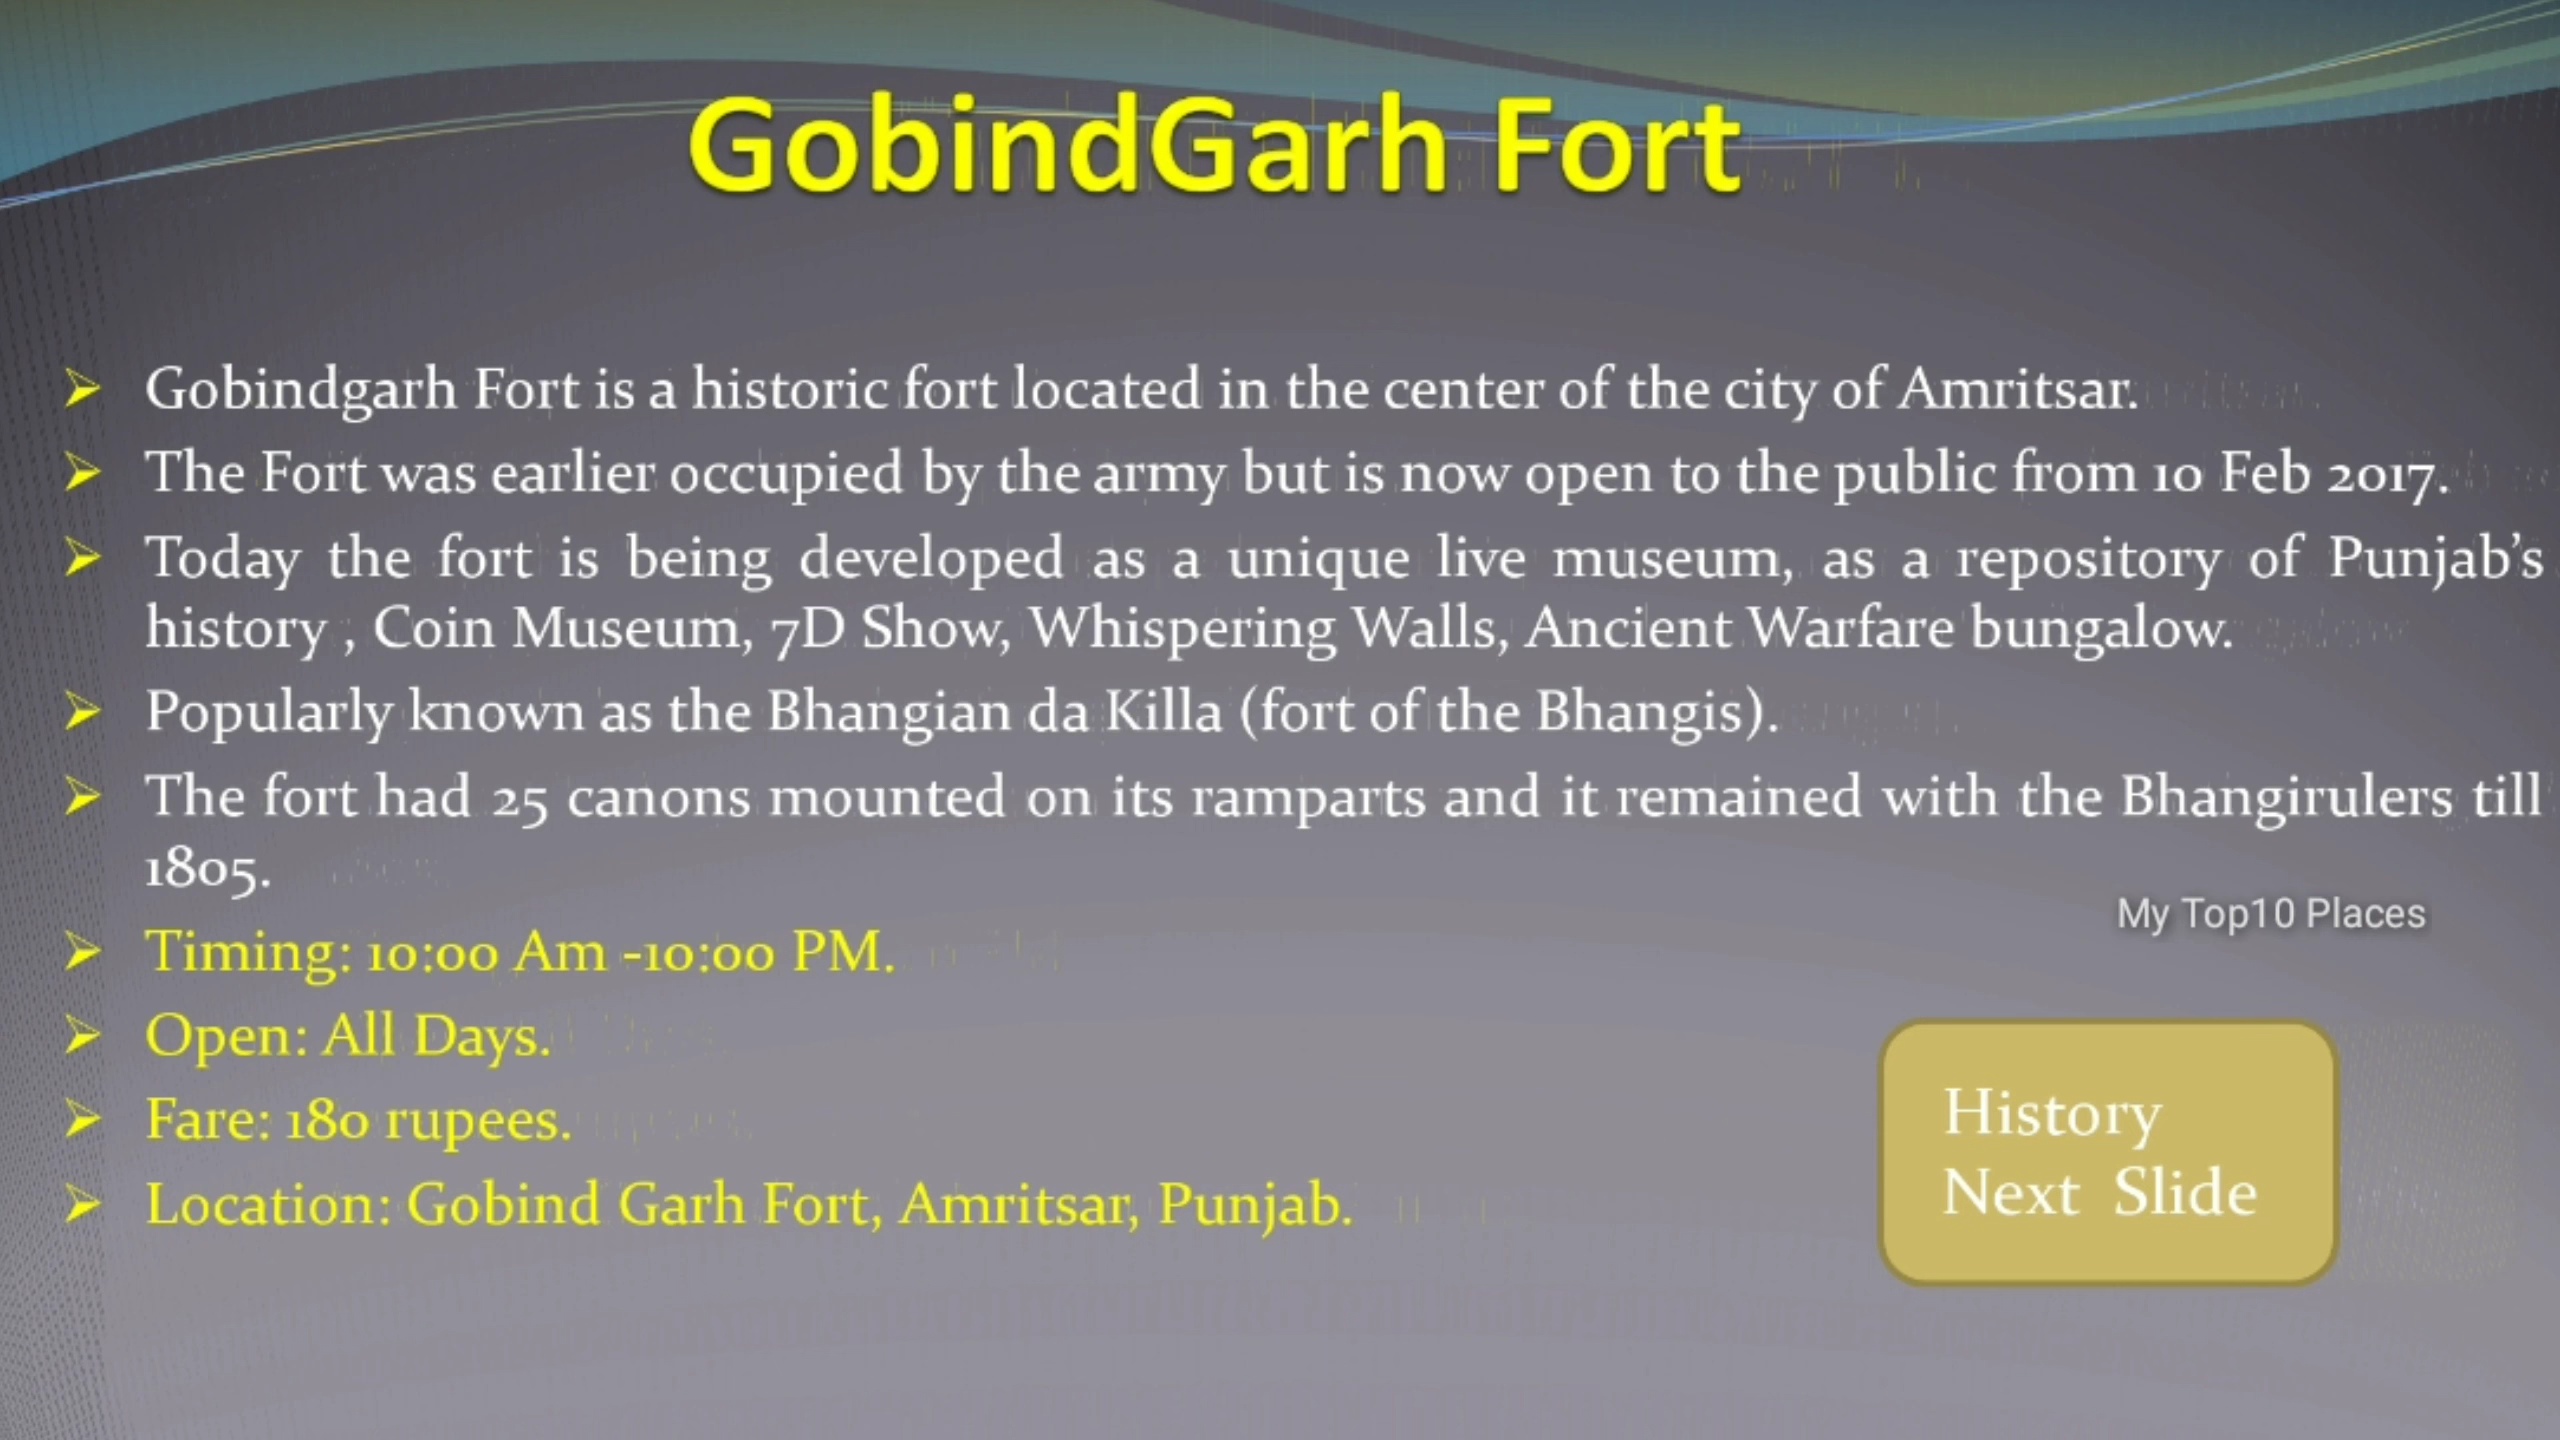 GobindGarh Fort
Gobindgarh Fort is a historic fort located in the center of the city of Amritsar.
The Fort was earlier occupied by the army but is now open to the public from 10 Feb 2017.
Today the fort is being developed as a unique live museum, as a repository of Punjab's
history , Coin Museum, 7D Show, Whispering Walls, Ancient Warfare bungalow.
Popularly known as the Bhangian da Killa (fort of the Bhangis).
The fort had 25 canons mounted on its ramparts and it remained with the Bhangirulers till
1805.
My Top10 Places
Timing: 10:00 Am -10:00 PM.
Open: All Days.
Fare: 180 rupees.
Location: Gobind Garh Fort, Amritsar, Punjab.
History
Next Slide